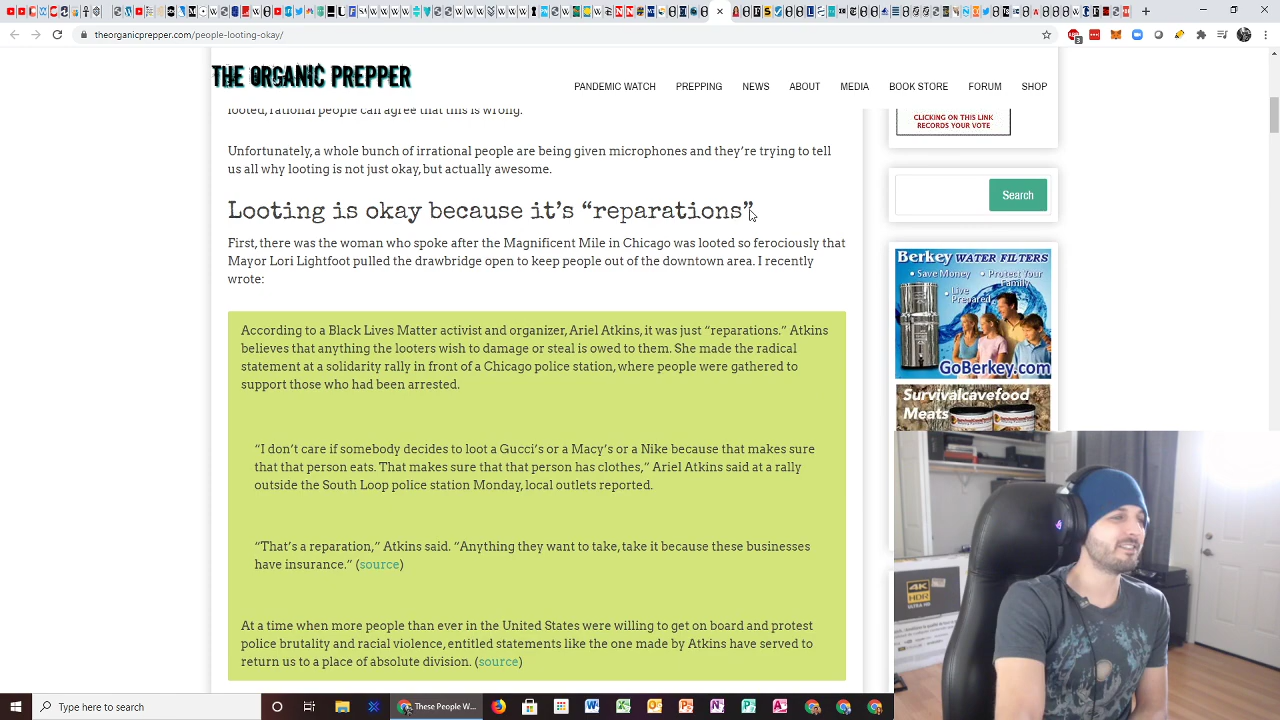 theorganicprepper.com/people-looting-okay/
THE ORGANIC PREPPER
PANDEMIC WATCH PREPPING NEWS ABOUT MEDIA BOOK STORE FORUM SHOP
looted, rational people can agree that this is wrong.
Unfortunately, a whole bunch of irrational people are being given microphones and they’re trying to tell
us all why looting is not just okay, but actually awesome.
Looting is okay because it’s “reparations”
First, there was the woman who spoke after the Magnificent Mile in Chicago was looted so ferociously that
Mayor Lori Lightfoot pulled the drawbridge open to keep people out of the downtown area. I recently
wrote:
According to a Black Lives Matter activist and organizer, Ariel Atkins, it was just “reparations.” Atkins
believes that anything the looters wish to damage or steal is owed to them. She made the radical
statement at a solidarity rally in front of a Chicago police station, where people were gathered to
support those who had been arrested.
“I don’t care if somebody decides to loot a Gucci’s or a Macy’s or a Nike because that makes sure
that that person eats. That makes sure that that person has clothes,” Ariel Atkins said at a rally
outside the South Loop police station Monday, local outlets reported.
“That’s a reparation,” Atkins said. “Anything they want to take, take it because these businesses
have insurance.” (source)
At a time when more people than ever in the United States were willing to get on board and protest
police brutality and racial violence, entitled statements like the one made by Atkins have served to
return us to a place of absolute division. (source)
CLICKING ON THIS LINK
RECORDS YOUR VOTE
Search
Berkey WATER FILTERS
• Save Money • Protect Your
Family
• Live
Prepared
GoBerkey.com
Survivalcavefood
Meats
4K
HDR
ULTRA HD
Type here to search
These People W...